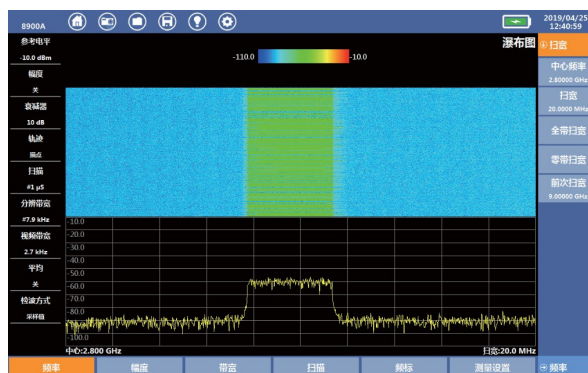 8900A
2019/04/25
12:40:59
参考电平
-10.0 dBm
幅度
关
衰减器
10 dB
轨迹
扫描
#1 μS
分辨带宽
#7.9 kHz
视频带宽
2.7 kHz
平均
关
检波方式
采样值
瀑布图
-110.0
-10.0
-10.0
-20.0
-30.0
-40.0
-50.0
-60.0
-70.0
-80.0
-100.0
中心:2.800 GHz
扫宽:20.0 MHz
扫宽
中心频率
2.80000 GHz
扫宽
20.0000 MHz
全带扫宽
零带扫宽
前次扫宽
9.00000 GHz
频率
频率
幅度
带宽
扫描
频标
测量设置